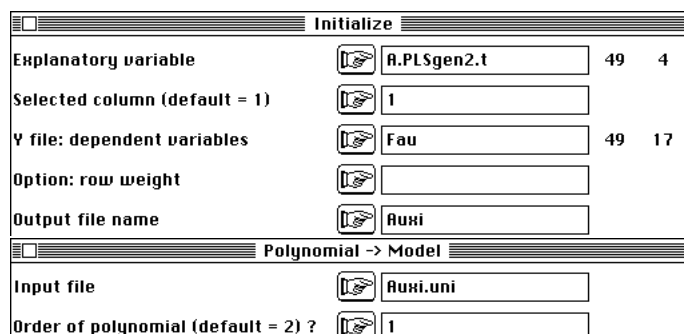 Initialize
Explanatory variable A.PLSgen2.t 49 4
Selected column (default = 1) 1
Y file: dependent variables Fau 49 17
Option: row weight
Output file name Auxi
Polynomial -> Model
Input file Auxi.uni
Order of polynomial (default = 2) ? 1